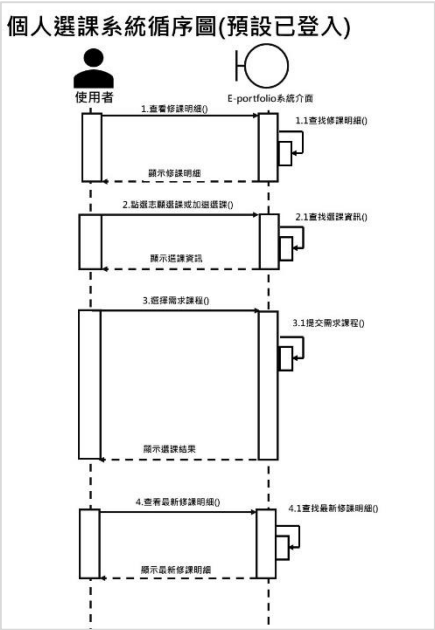 個人選課系統循序圖(預設已登入)
使用者
E-portfolio系統介面
1.查看修課明細()
1.1查找修課明細()
顯示修課明細
2.點選志願選課或加退選課()
2.1查找選課資訊()
顯示選課資訊
3.選擇需求課程()
3.1提交需求課程()
顯示選課結果
4.查看最新修課明細()
4.1查找最新修課明細()
顯示最新修課明細